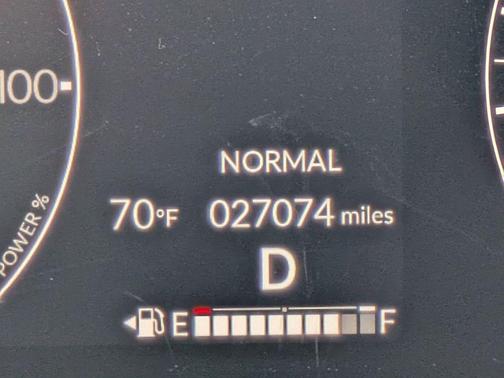 100
POWER %
NORMAL
70°F 027074 miles
D
E F